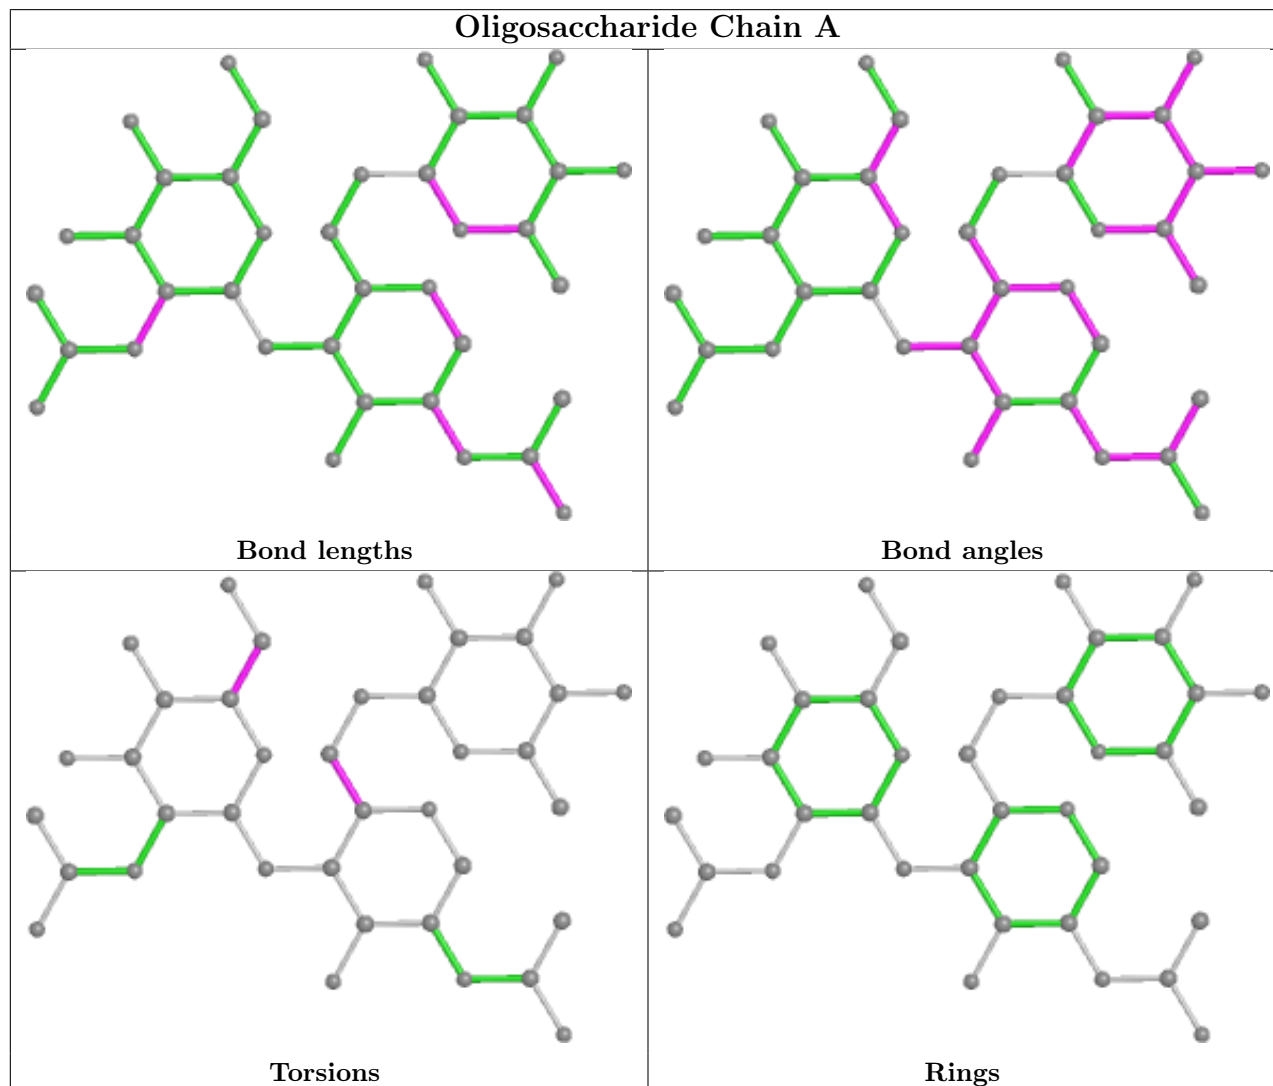 Oligosaccharide Chain A
Bond lengths
Bond angles
Torsions
Rings